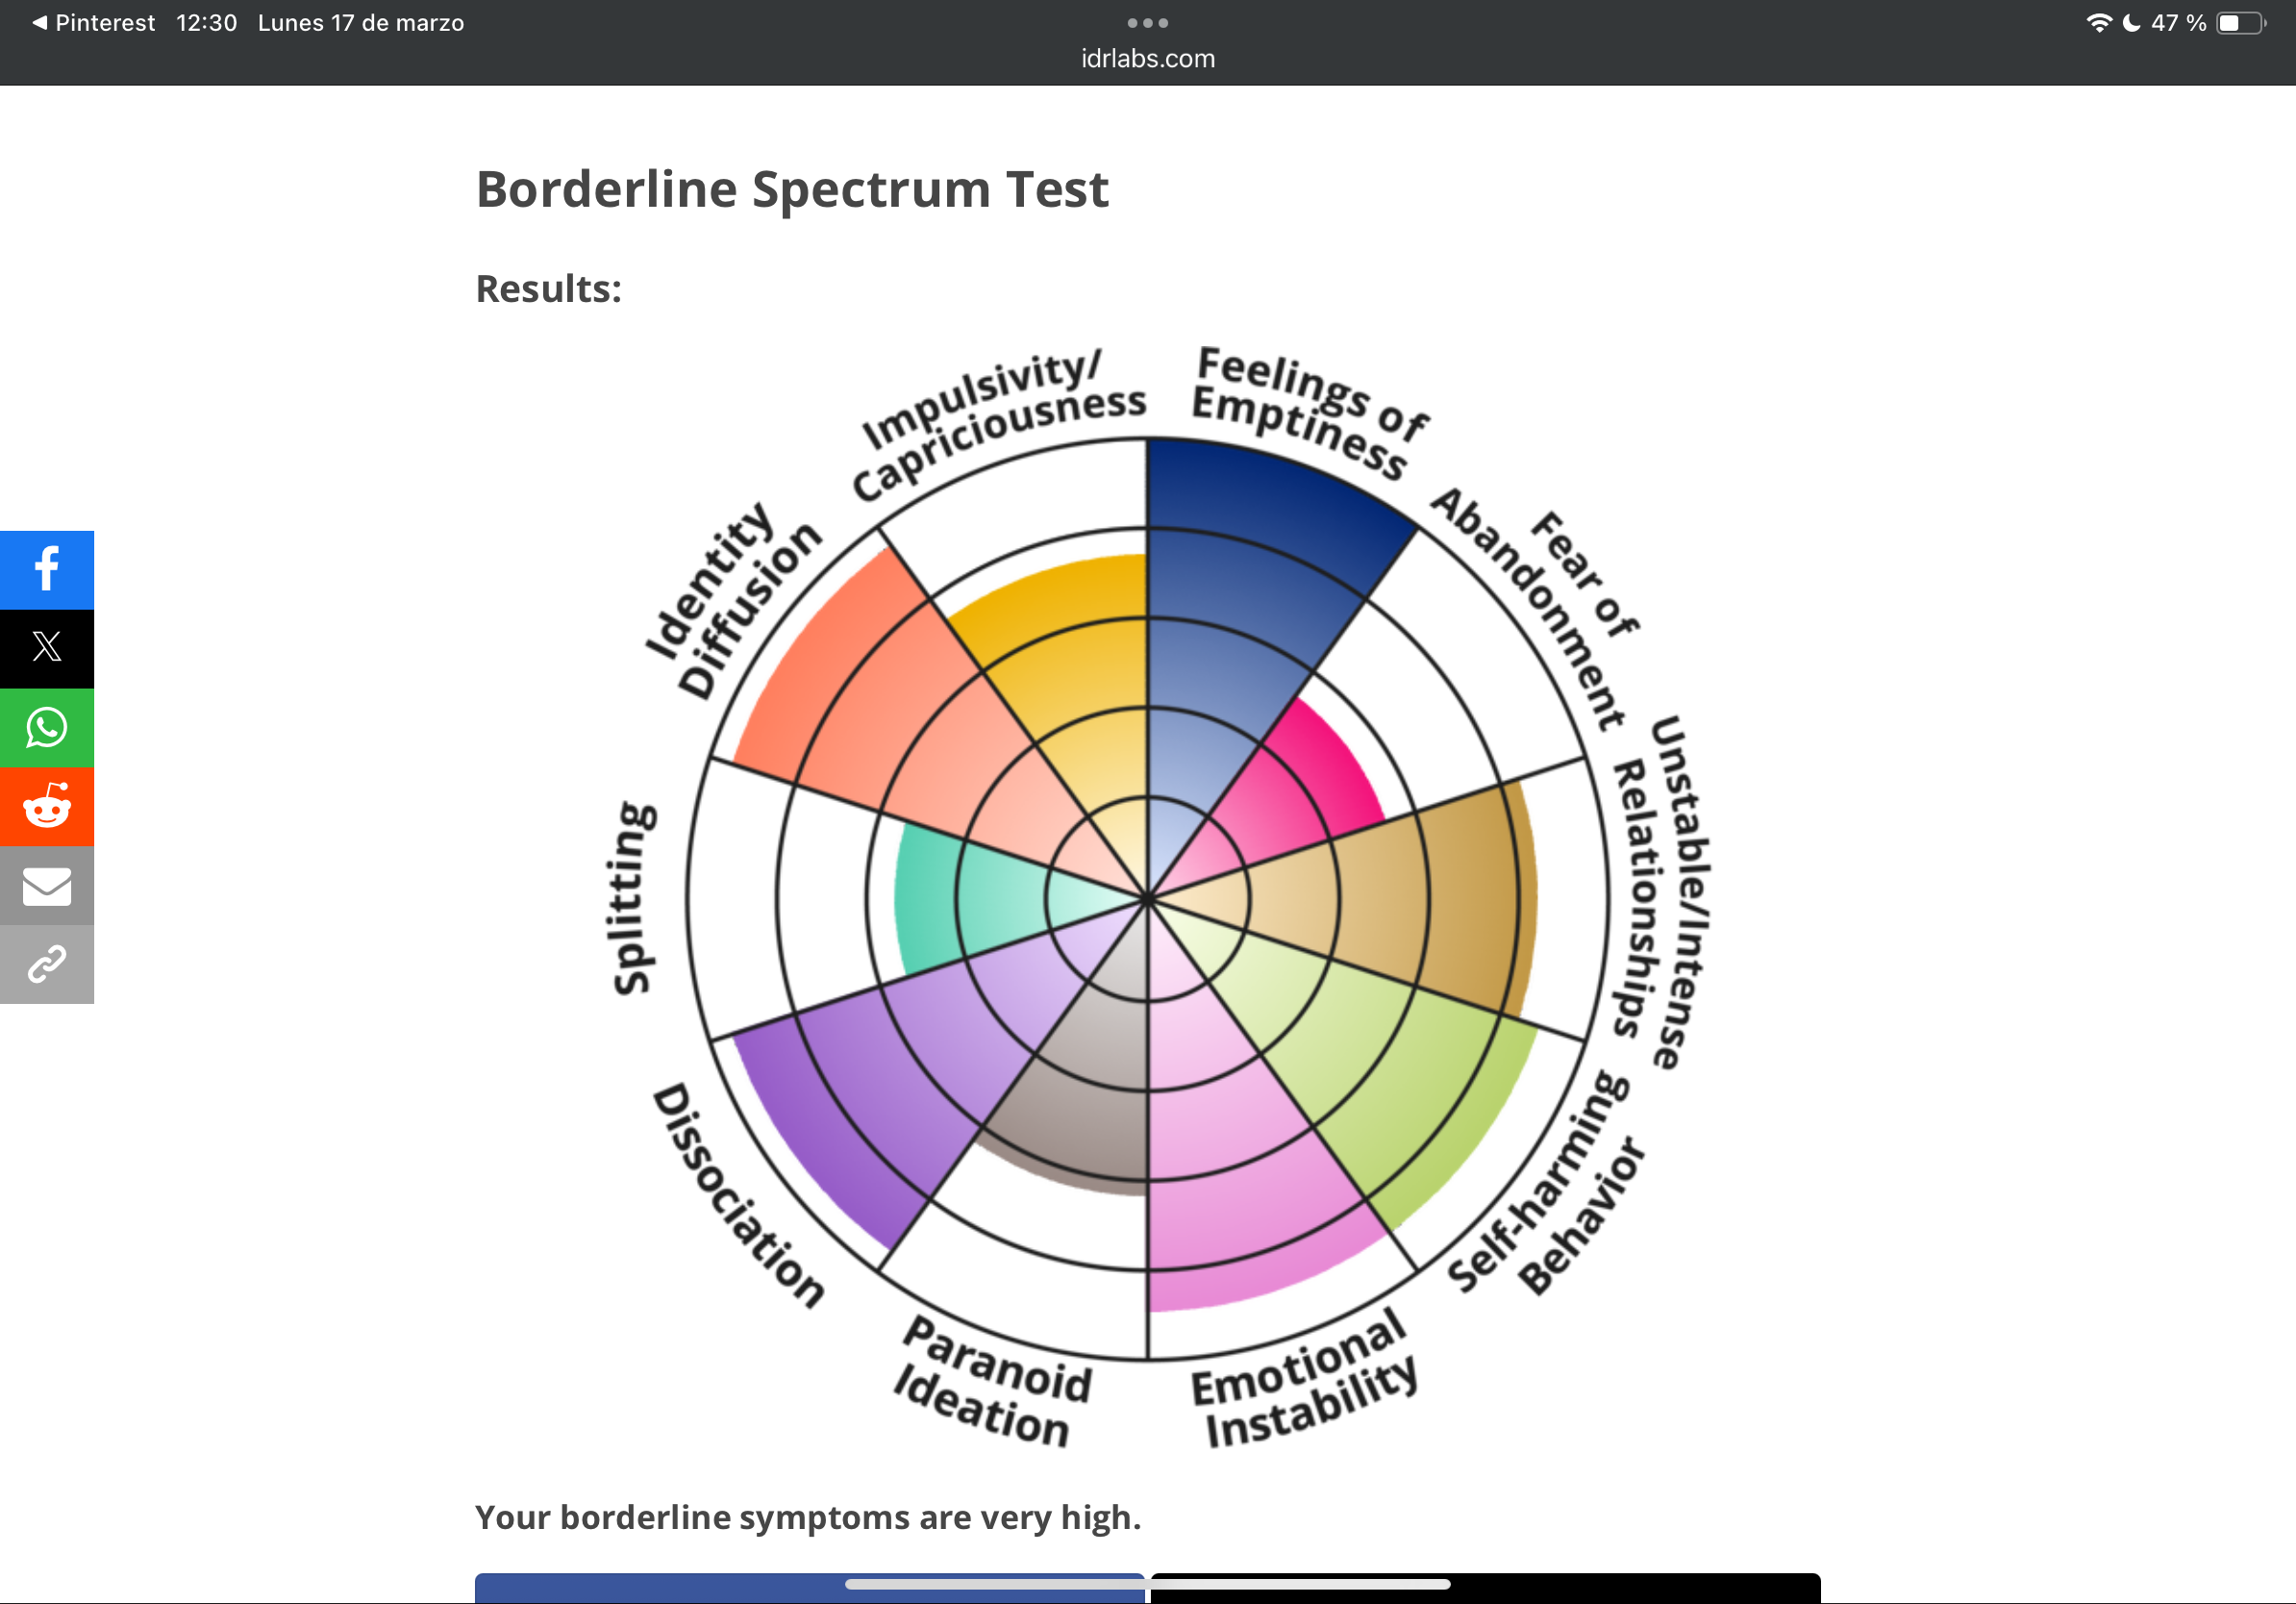 Pinterest 12:30 Lunes 17 de marzo
47 %
idrlabs.com
Borderline Spectrum Test
Results:
Impulsivity/
Capriciousness
Feelings of
Emptiness
Fear of
Abandonment
Identity
Diffusion
Unstable/Intense
Relationships
Splitting
Self-harming
Behavior
Dissociation
Paranoid
Ideation
Emotional
Instability
Your borderline symptoms are very high.